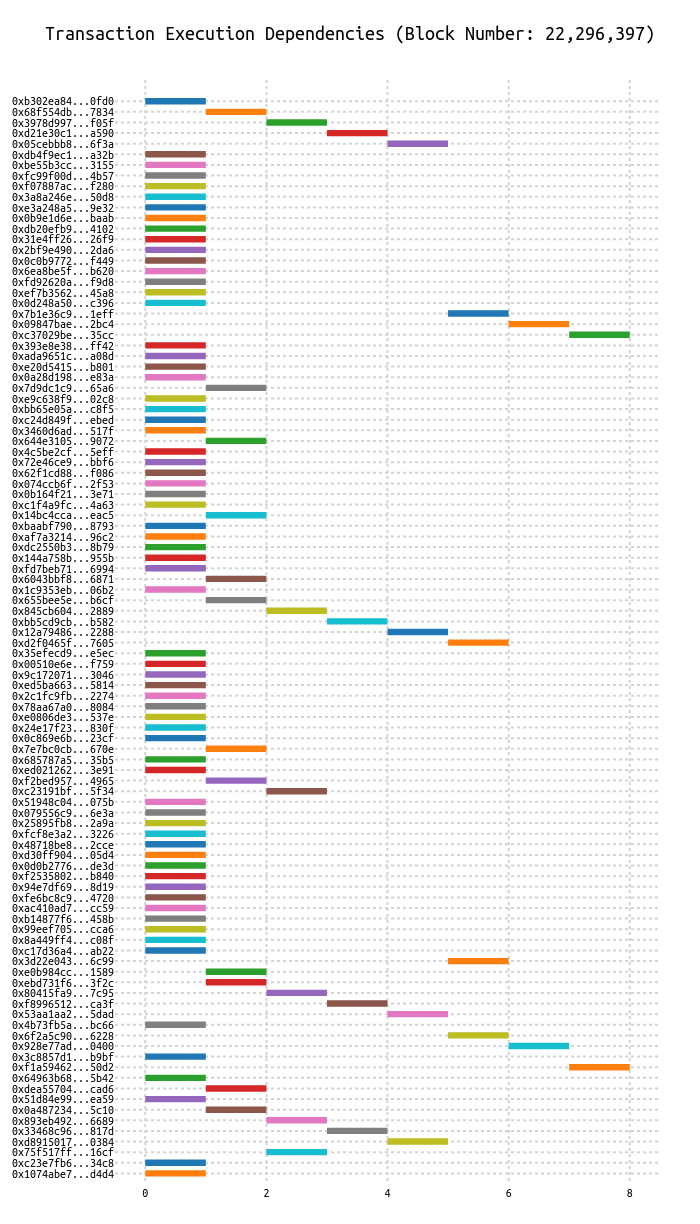 Transaction Execution Dependencies (Block Number: 22,296,397)
0xb302ea84...0fd0
0x68f554db...7834
0x3978d997...f05f
0xd21e30c1...a590
0x05cebbb8...6f3a
0xdb4f9ec1...a32b
0xbe55b3cc...3155
0xfc99f00d...4b57
0xf07887ac...f280
0x3a8a246e...50d8
0xe3a248a5...9e32
0x0b9e1d6e...baab
0xdb20efb9...4102
0x31e4ff26...26f9
0x2bf9e490...2da6
0x0c0b9772...f449
0x6ea8be5f...b620
0xfd92620a...f9d8
0xef7b3562...45a8
0x0d248a50...c396
0x7b1e36c9...1eff
0x09847bae...2bc4
0xc37029be...35cc
0x393e8e38...ff42
0xada9651c...a08d
0xe20d5415...b801
0x0a28d198...e83a
0x7d9dc1c9...65a6
0xe9c638f9...02c8
0xbb65e05a...c8f5
0xc24d849f...ebed
0x3460d6ad...517f
0x644e3105...9072
0x4c5be2cf...5eff
0x72e46ce9...bbf6
0x62f1cd88...f086
0x074ccb6f...2f53
0x0b164f21...3e71
0xc1f4a9fc...4a63
0x14bc4cca...eac5
0xbaabf790...8793
0xaf7a3214...96c2
0xdc2550b3...8b79
0x144a758b...955b
0xfd7beb71...6994
0x6043bbf8...6871
0x1c9353eb...06b2
0x655bee5e...b6cf
0x845cb604...2889
0xbb5cd9cb...b582
0x12a79486...2288
0xd2f0465f...7605
0x35efecd9...e5ec
0x00510e6e...f759
0x9c172071...3046
0xed5ba663...5814
0x2c1fc9fb...2274
0x78aa67a0...8084
0xe0806de3...537e
0x24e17f23...830f
0x0c869e6b...23cf
0x7e7bc0cb...670e
0x685787a5...35b5
0xed021262...3e91
0xf2bed957...4965
0xc23191bf...5f34
0x51948c04...075b
0x079556c9...6e3a
0x25895fb8...2a9a
0xfcf8e3a2...3226
0x48718be8...2cce
0xd30ff904...05d4
0x0d0b2776...de3d
0xf2535802...b840
0x94e7df69...8d19
0xfe6bc8c9...4720
0xac410ad7...cc59
0xb14877f6...458b
0x99eef705...cca6
0x8a449ff4...c08f
0xc17d36a4...ab22
0x3d22e043...6c99
0xe0b984cc...1589
0xebd731f6...3f2c
0x80415fa9...7c95
0xf8996512...ca3f
0x53aa1aa2...5dad
0x4b73fb5a...bc66
0x6f2a5c90...6228
0x928e77ad...0400
0x3c8857d1...b9bf
0xf1a59462...50d2
0x64963b68...5b42
0xdea55704...cad6
0x51d84e99...ea59
0x0a487234...5c10
0x893eb492...6689
0x33468c96...817d
0xd8915017...0384
0x75f517ff...16cf
0xc23e7fb6...34c8
0x1074abe7...d4d4
0 2 4 6 8